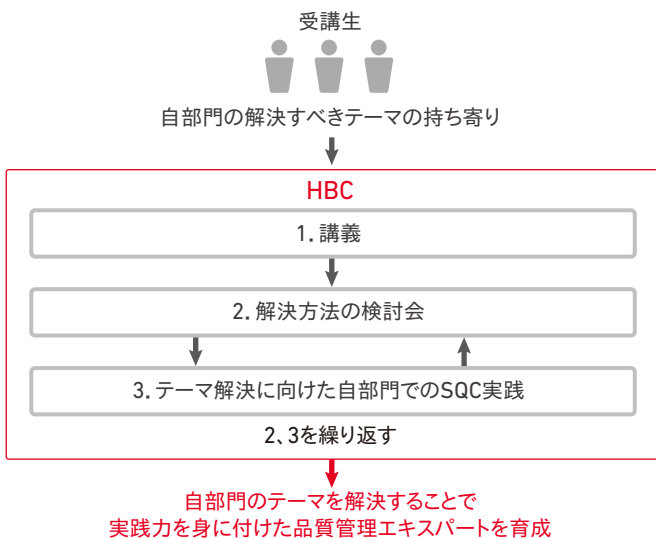 受講生
自部門の解決すべきテーマの持ち寄り
HBC
1. 講義
2. 解決方法の検討会
3. テーマ解決に向けた自部門でのSQC実践
2、3を繰り返す
自部門のテーマを解決することで
実践力を身に付けた品質管理エキスパートを育成